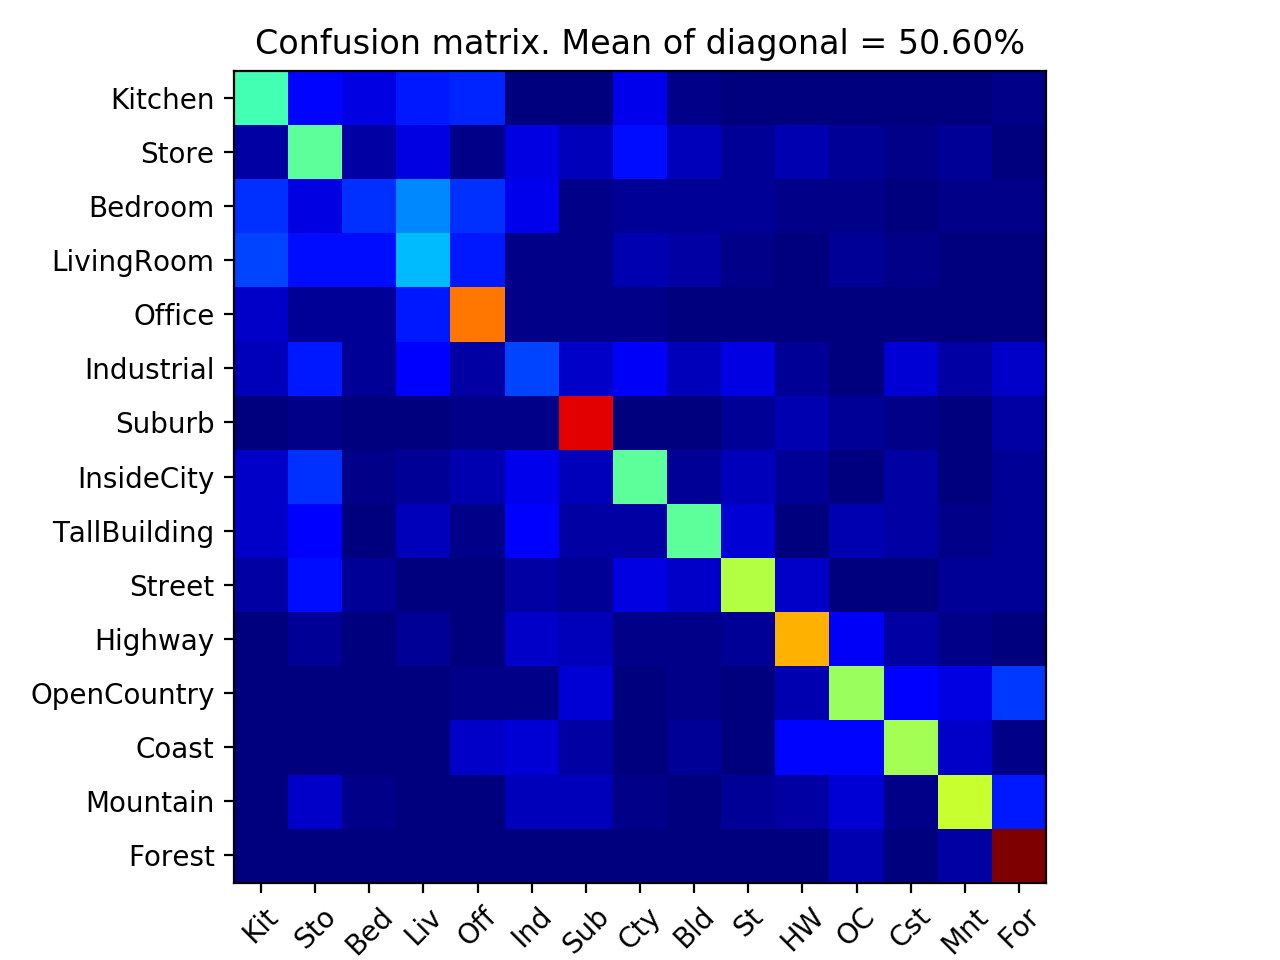 Confusion matrix. Mean of diagonal = 50.60%
Kitchen
Store
Bedroom
LivingRoom
Office
Industrial
Suburb
InsideCity
TallBuilding
Street
Highway
OpenCountry
Coast
Mountain
Forest
Kit Sto Bed Liv Off Ind Sub Cty Bld St HW OC Cst Mnt For